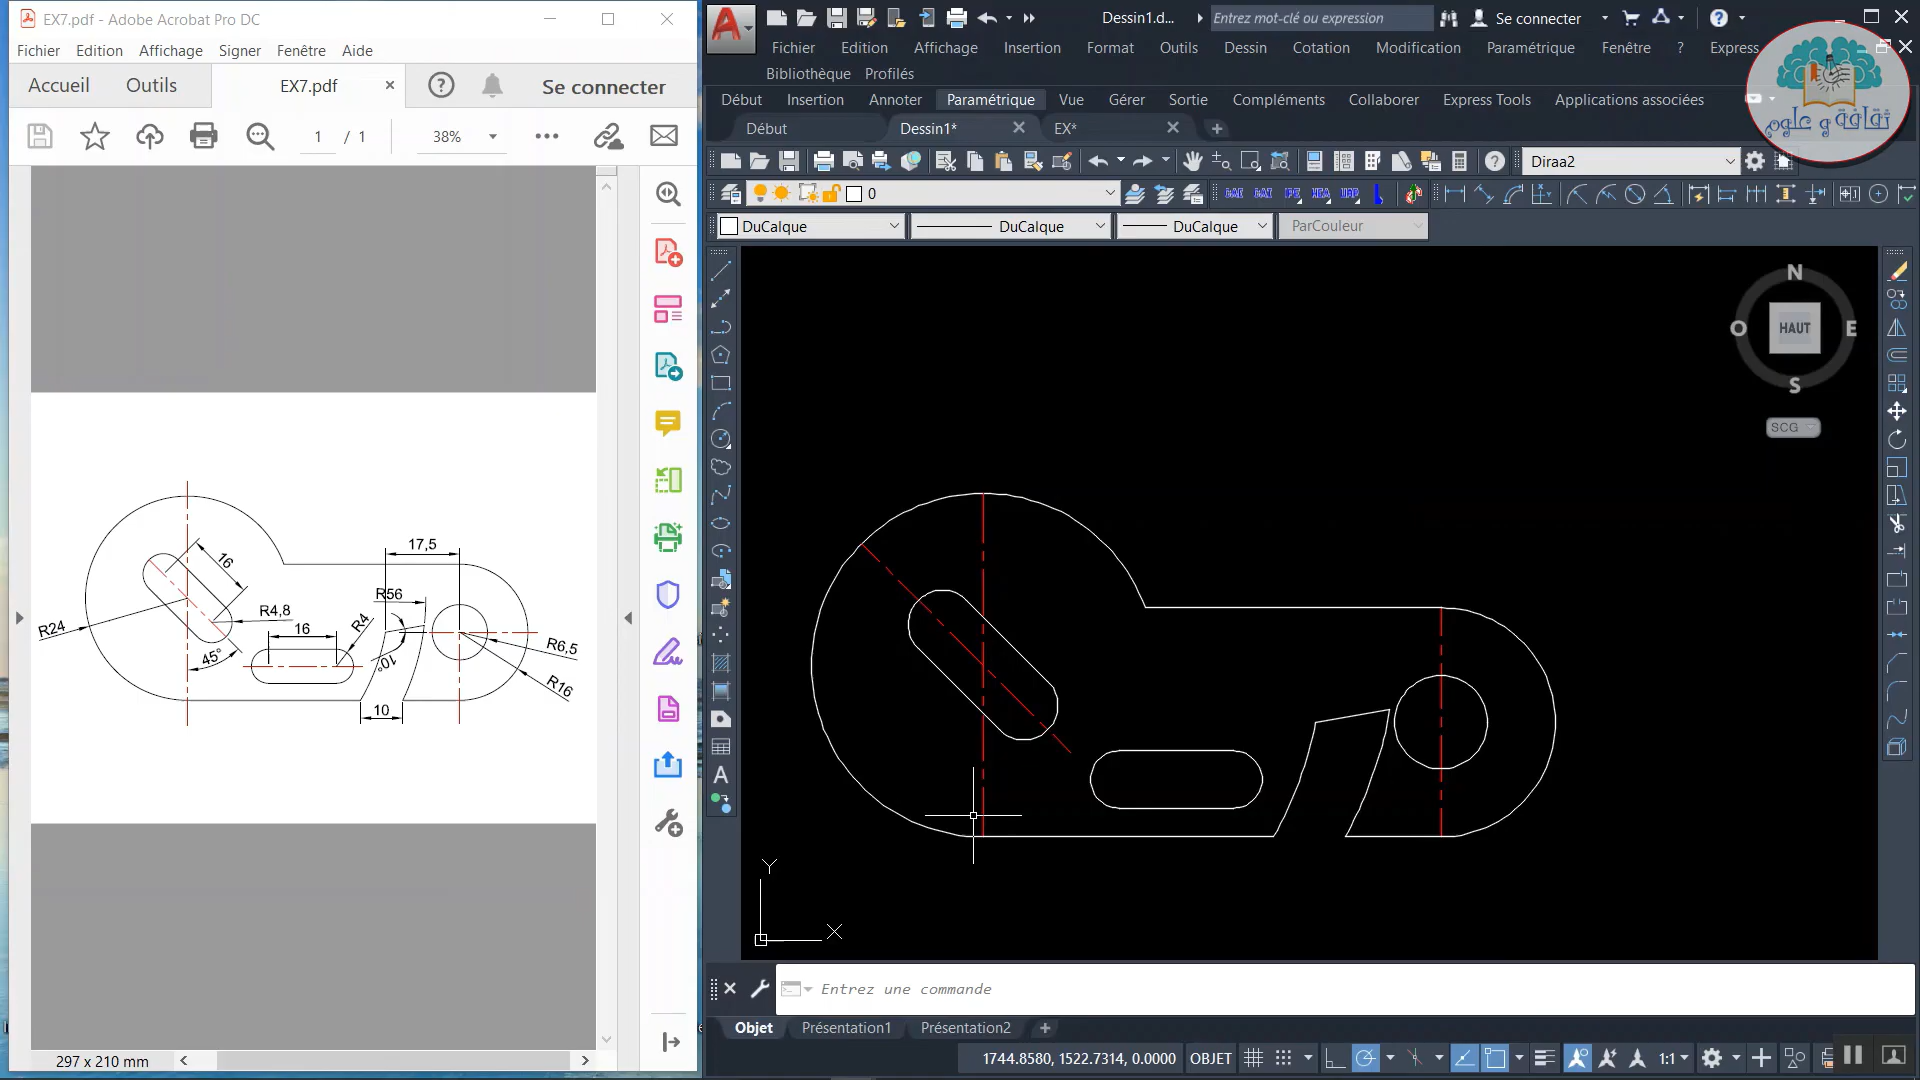 EX7.pdf - Adobe Acrobat Pro DC
Fichier Edition Affichage Signer Fenêtre Aide
Accueil Outils EX7.pdf Se connecter
1 / 1 38%
17,5
16
R56
R4,8
R4
R24
16
R6,5
45°
10°
R16
10
297 x 210 mm
Dessin1.d... Entrez mot-clé ou expression Se connecter
Fichier Edition Affichage Insertion Format Outils Dessin Cotation Modification Paramétrique Fenêtre ? Express
Bibliothèque Profilés
Début Insertion Annoter Paramétrique Vue Gérer Sortie Compléments Collaborer Express Tools Applications associées
Début Dessin1* EX*
Diraa2
0
DuCalque DuCalque DuCalque ParCouleur
ثقافة و علوم
N
O HAUT E
S
SCG
Y
X
Entrez une commande
Objet Présentation1 Présentation2
1744.8580, 1522.7314, 0.0000 OBJET 1:1